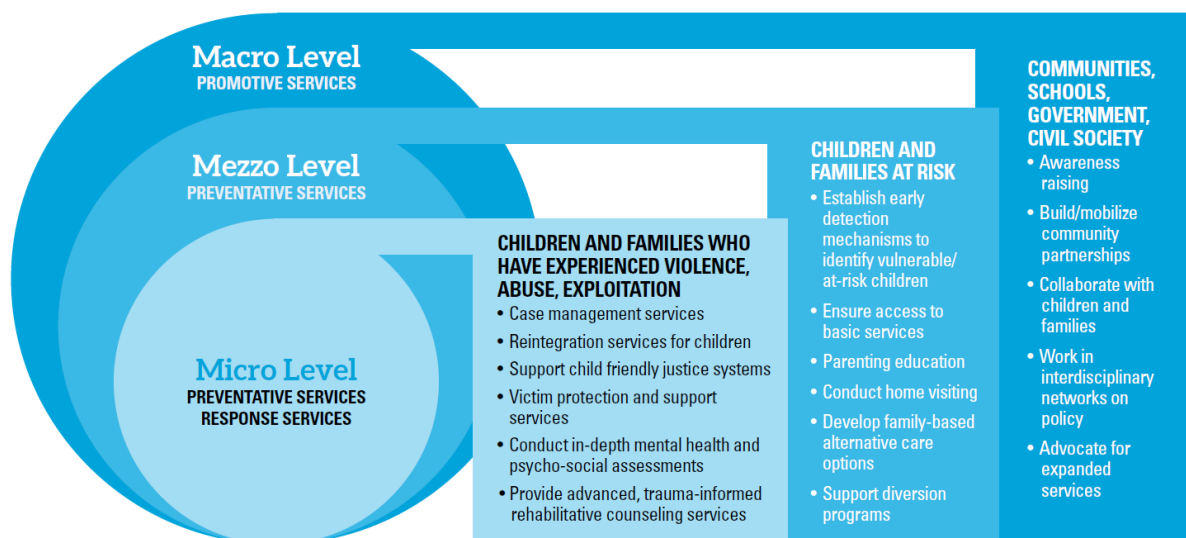 Macro Level
PROMOTIVE SERVICES
Mezzo Level
PREVENTATIVE SERVICES
Micro Level
PREVENTATIVE SERVICES
RESPONSE SERVICES
CHILDREN AND FAMILIES WHO
HAVE EXPERIENCED VIOLENCE,
ABUSE, EXPLOITATION
• Case management services
• Reintegration services for children
• Support child friendly justice systems
• Victim protection and support
services
• Conduct in-depth mental health and
psycho-social assessments
• Provide advanced, trauma-informed
rehabilitative counseling services
CHILDREN AND
FAMILIES AT RISK
• Establish early
detection
mechanisms to
identify vulnerable/
at-risk children
• Ensure access to
basic services
• Parenting education
• Conduct home visiting
• Develop family-based
alternative care
options
• Support diversion
programs
COMMUNITIES,
SCHOOLS,
GOVERNMENT,
CIVIL SOCIETY
• Awareness
raising
• Build/mobilize
community
partnerships
• Collaborate with
children and
families
• Work in
interdisciplinary
networks on
policy
• Advocate for
expanded
services